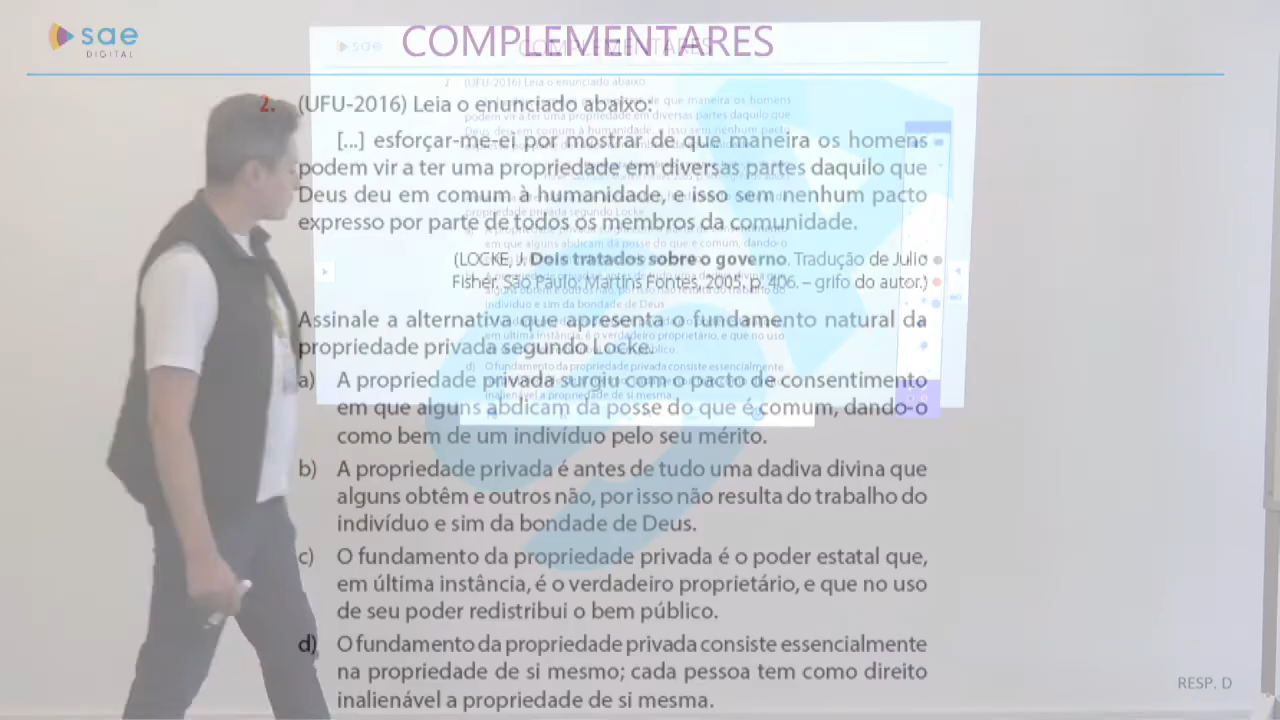 sae
DIGITAL
COMPLEMENTARES
2. (UFU-2016) Leia o enunciado abaixo:
[...] esforçar-me-ei por mostrar de que maneira os homens
podem vir a ter uma propriedade em diversas partes daquilo que
Deus deu em comum à humanidade, e isso sem nenhum pacto
expresso por parte de todos os membros da comunidade.
(LOCKE, J. Dois tratados sobre o governo. Tradução de Julio
Fisher. São Paulo: Martins Fontes, 2005, p. 406. – grifo do autor.)
Assinale a alternativa que apresenta o fundamento natural da
propriedade privada segundo Locke.
a) A propriedade privada surgiu com o pacto de consentimento
em que alguns abdicam da posse do que é comum, dando-o
como bem de um indivíduo pelo seu mérito.
b) A propriedade privada é antes de tudo uma dadiva divina que
alguns obtêm e outros não, por isso não resulta do trabalho do
indivíduo e sim da bondade de Deus.
c) O fundamento da propriedade privada é o poder estatal que,
em última instância, é o verdadeiro proprietário, e que no uso
de seu poder redistribui o bem público.
d) O fundamento da propriedade privada consiste essencialmente
na propriedade de si mesmo; cada pessoa tem como direito
inalienável a propriedade de si mesma.
RESP. D